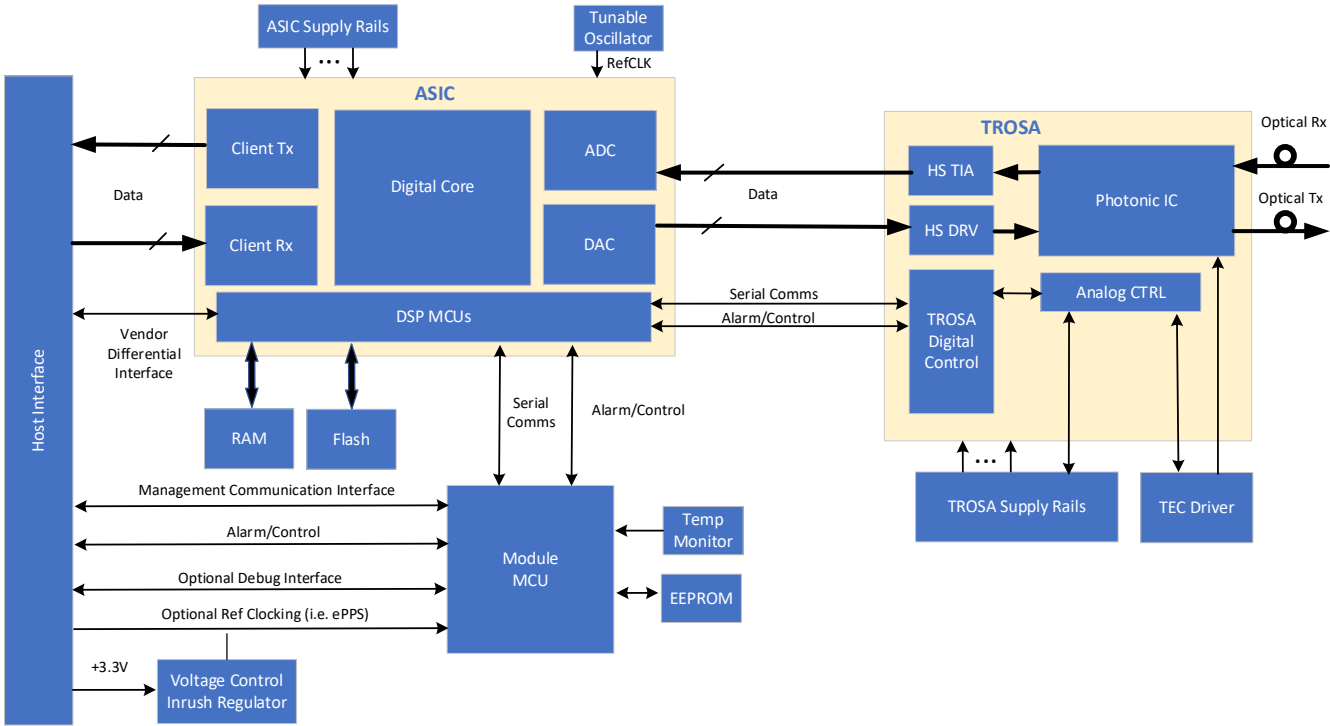 ASIC Supply Rails
Tunable
Oscillator
RefCLK
ASIC
Client Tx
Digital Core
ADC
Data
Client Rx
DAC
Data
DSP MCUs
TROSA
HS TIA
HS DRV
Photonic IC
Optical Rx
Optical Tx
Serial Comms
Alarm/Control
TROSA
Digital
Control
Analog CTRL
Host Interface
Vendor
Differential
Interface
RAM
Flash
Serial
Comms
Alarm/Control
TROSA Supply Rails
TEC Driver
Management Communication Interface
Alarm/Control
Optional Debug Interface
Optional Ref Clocking (i.e. ePPS)
Module
MCU
Temp
Monitor
EEPROM
+3.3V
Voltage Control
Inrush Regulator